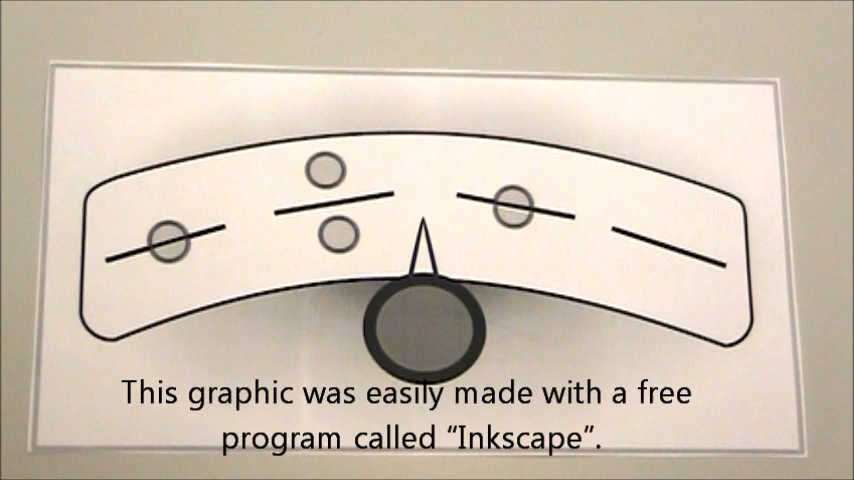 This graphic was easily made with a free
program called “Inkscape”.